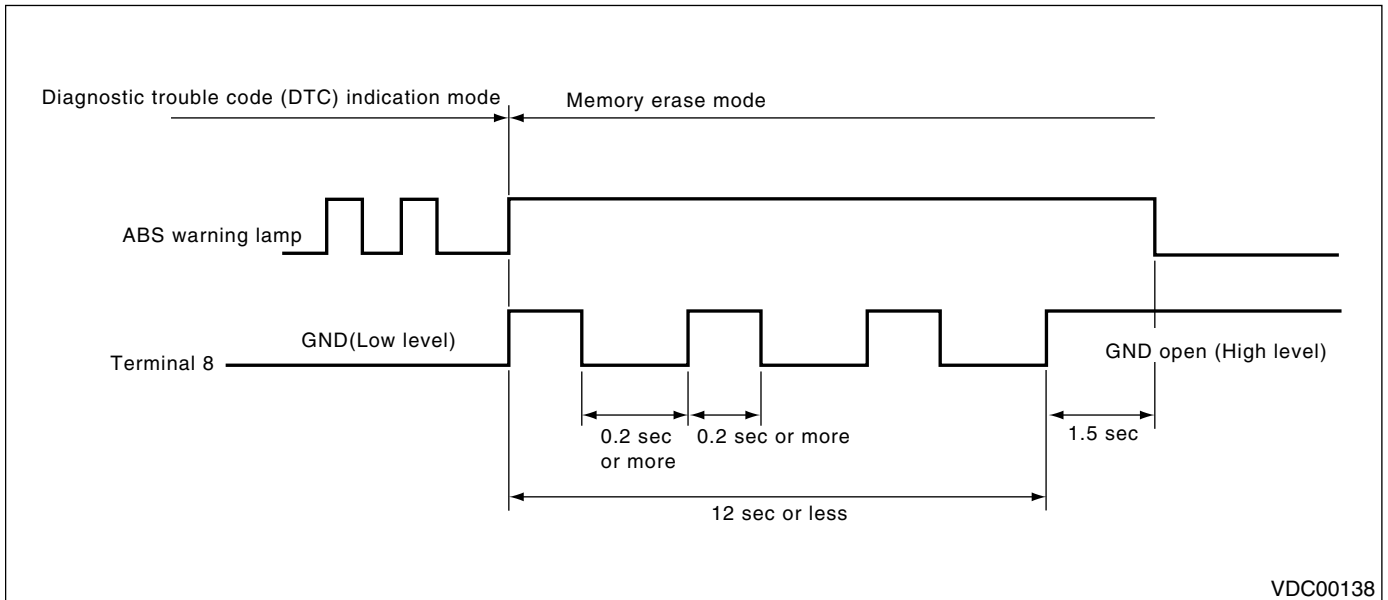 Diagnostic trouble code (DTC) indication mode
Memory erase mode
ABS warning lamp
GND(Low level)
GND open (High level)
Terminal 8
0.2 sec
or more
0.2 sec or more
1.5 sec
12 sec or less
VDC00138